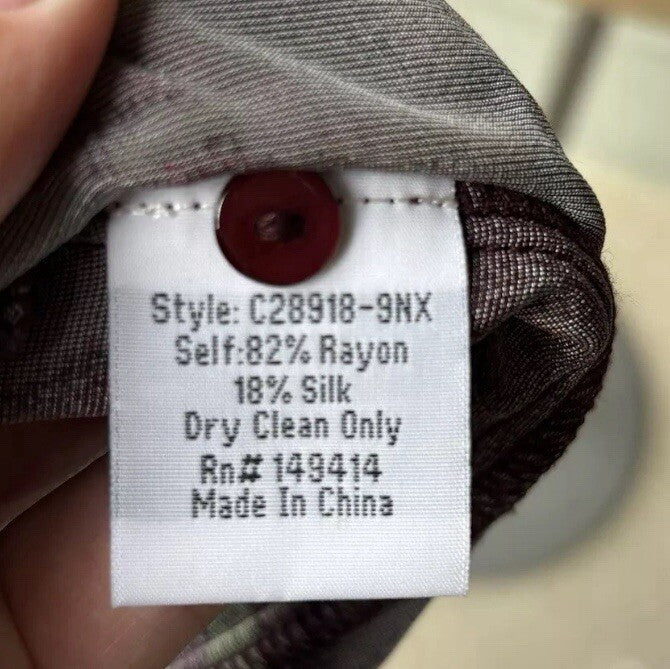 Style: C28918-9NX
Self:82% Rayon
18% Silk
Dry Clean Only
Rn# 149414
Made In China